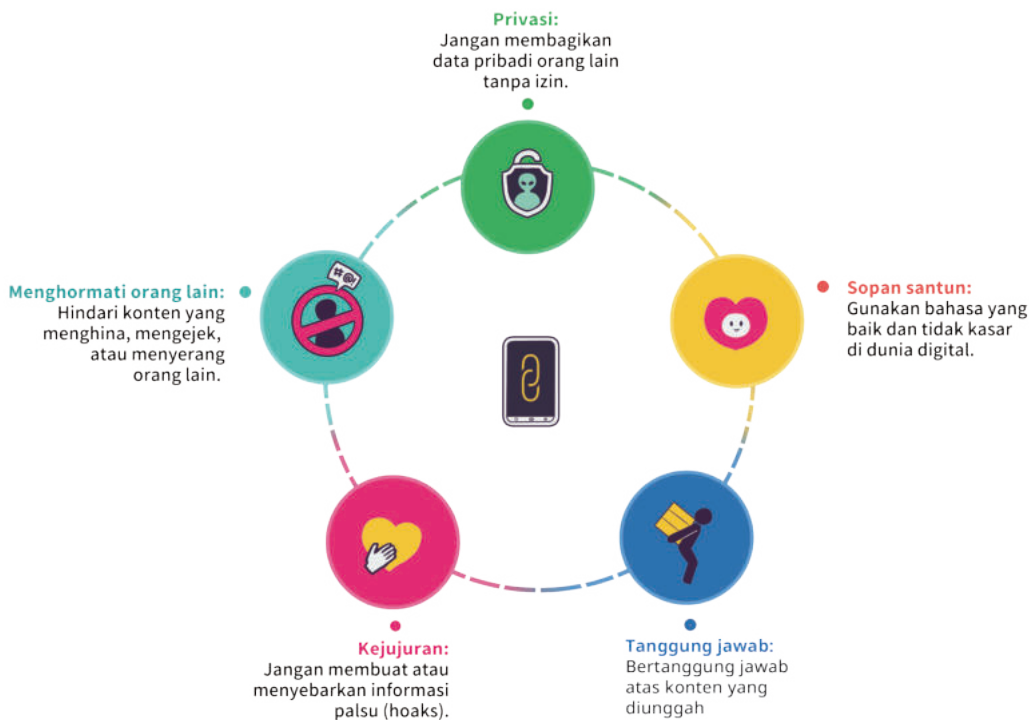 Privasi:
Jangan membagikan
data pribadi orang lain
tanpa izin.
#@!
Menghormati orang lain:
Hindari konten yang
menghina, mengejek,
atau menyerang
orang lain.
Sopan santun:
Gunakan bahasa yang
baik dan tidak kasar
di dunia digital.
Kejujuran:
Jangan membuat atau
menyebarkan informasi
palsu (hoaks).
Tanggung jawab:
Bertanggung jawab
atas konten yang
diunggah